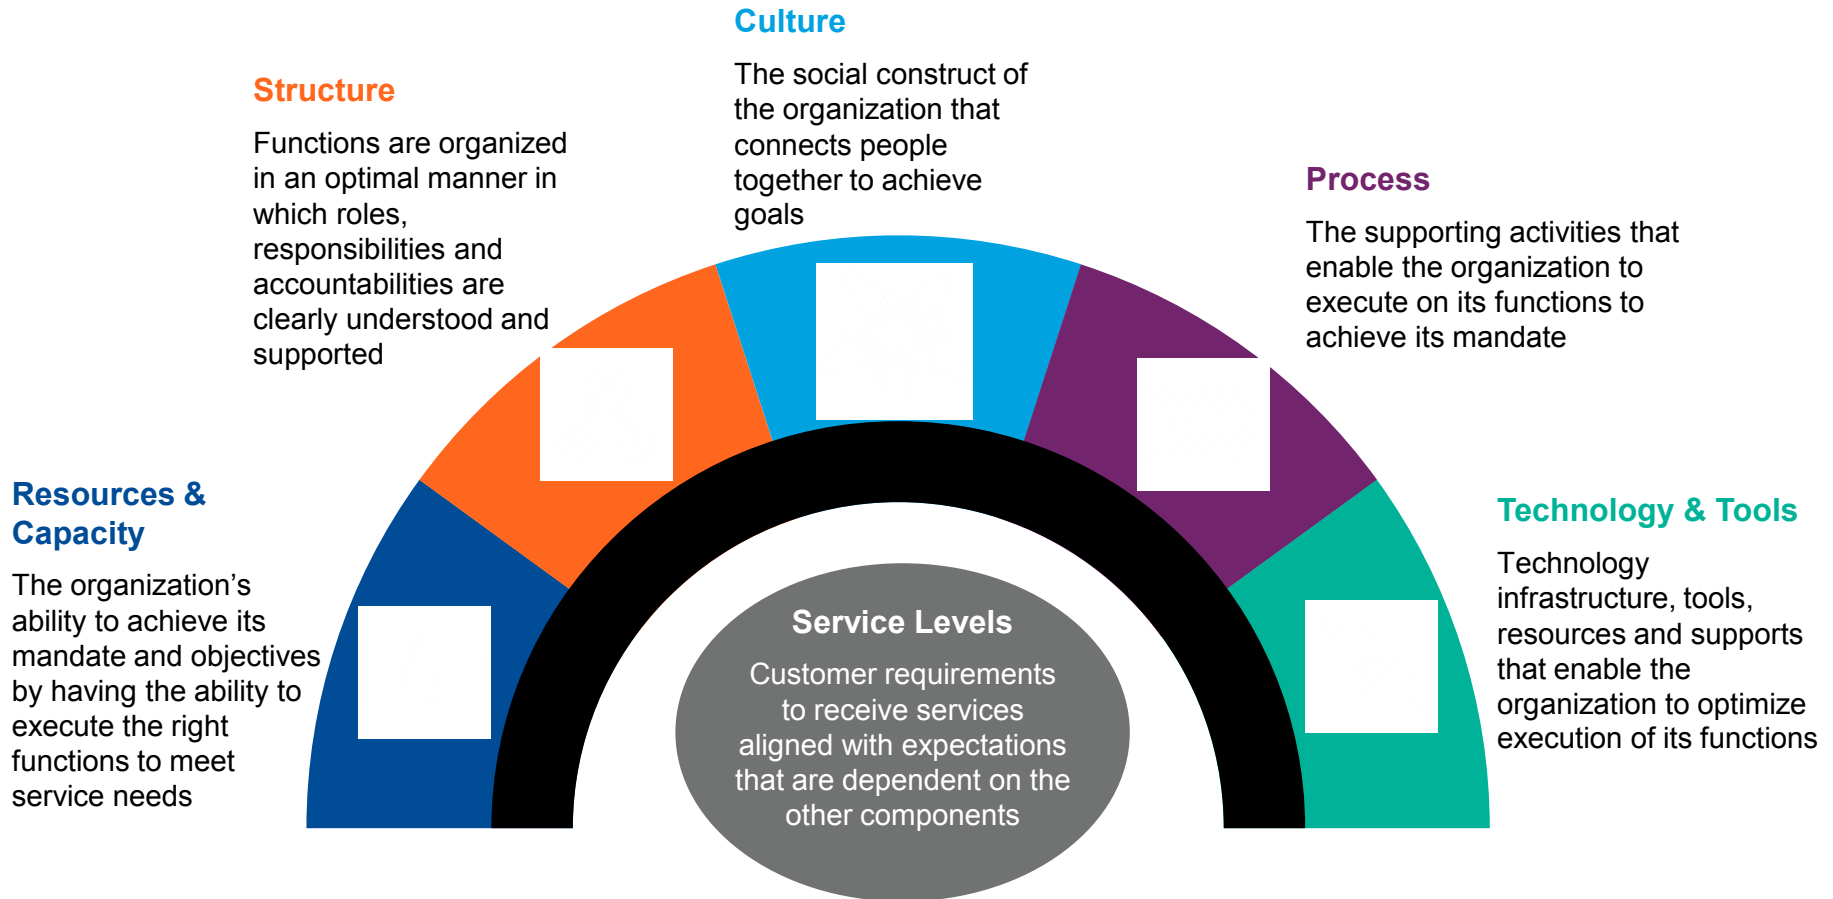 Culture
The social construct of
the organization that
connects people
together to achieve
goals
Structure
Functions are organized
in an optimal manner in
which roles,
responsibilities and
accountabilities are
clearly understood and
supported
Process
The supporting activities that
enable the organization to
execute on its functions to
achieve its mandate
Resources &
Capacity
The organization’s
ability to achieve its
mandate and objectives
by having the ability to
execute the right
functions to meet
service needs
Technology & Tools
Technology
infrastructure, tools,
resources and supports
that enable the
organization to optimize
execution of its functions
Service Levels
Customer requirements
to receive services
aligned with expectations
that are dependent on the
other components